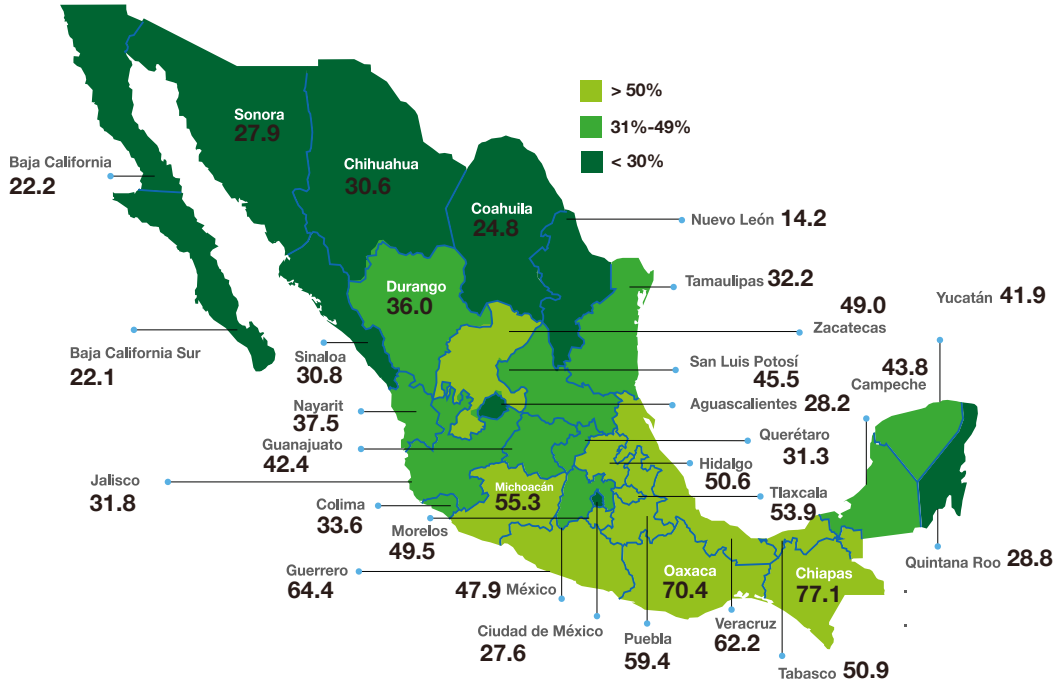 > 50%
31%-49%
< 30%
Sonora
27.9
Baja California
22.2
Chihuahua
30.6
Coahuila
24.8
Nuevo León 14.2
Tamaulipas 32.2
Durango
36.0
49.0
Zacatecas
Yucatán 41.9
Baja California Sur
22.1
Sinaloa
30.8
San Luis Potosí
45.5
43.8
Campeche
Nayarit
37.5
Aguascalientes 28.2
Guanajuato
42.4
Querétaro
31.3
Hidalgo
50.6
Jalisco
31.8
Michoacán
55.3
Tlaxcala
53.9
Colima
33.6
Morelos
49.5
Quintana Roo 28.8
Guerrero
64.4
47.9 México
Oaxaca
70.4
Chiapas
77.1
Ciudad de México
27.6
Puebla
59.4
Veracruz
62.2
Tabasco 50.9